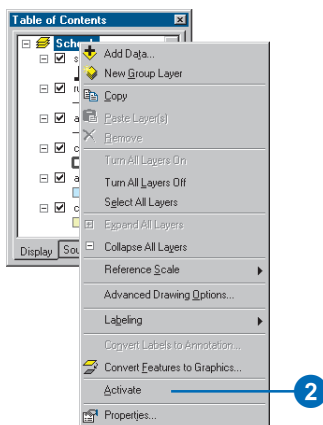 Table of Contents
Add Data...
New Group Layer
Copy
Paste Layer(s)
Remove
Turn All Layers On
Turn All Layers Off
Select All Layers
Expand All Layers
Collapse All Layers
Reference Scale
Advanced Drawing Options...
Labeling
Convert Labels to Annotation...
Convert Features to Graphics...
Activate
2
Properties...
Display